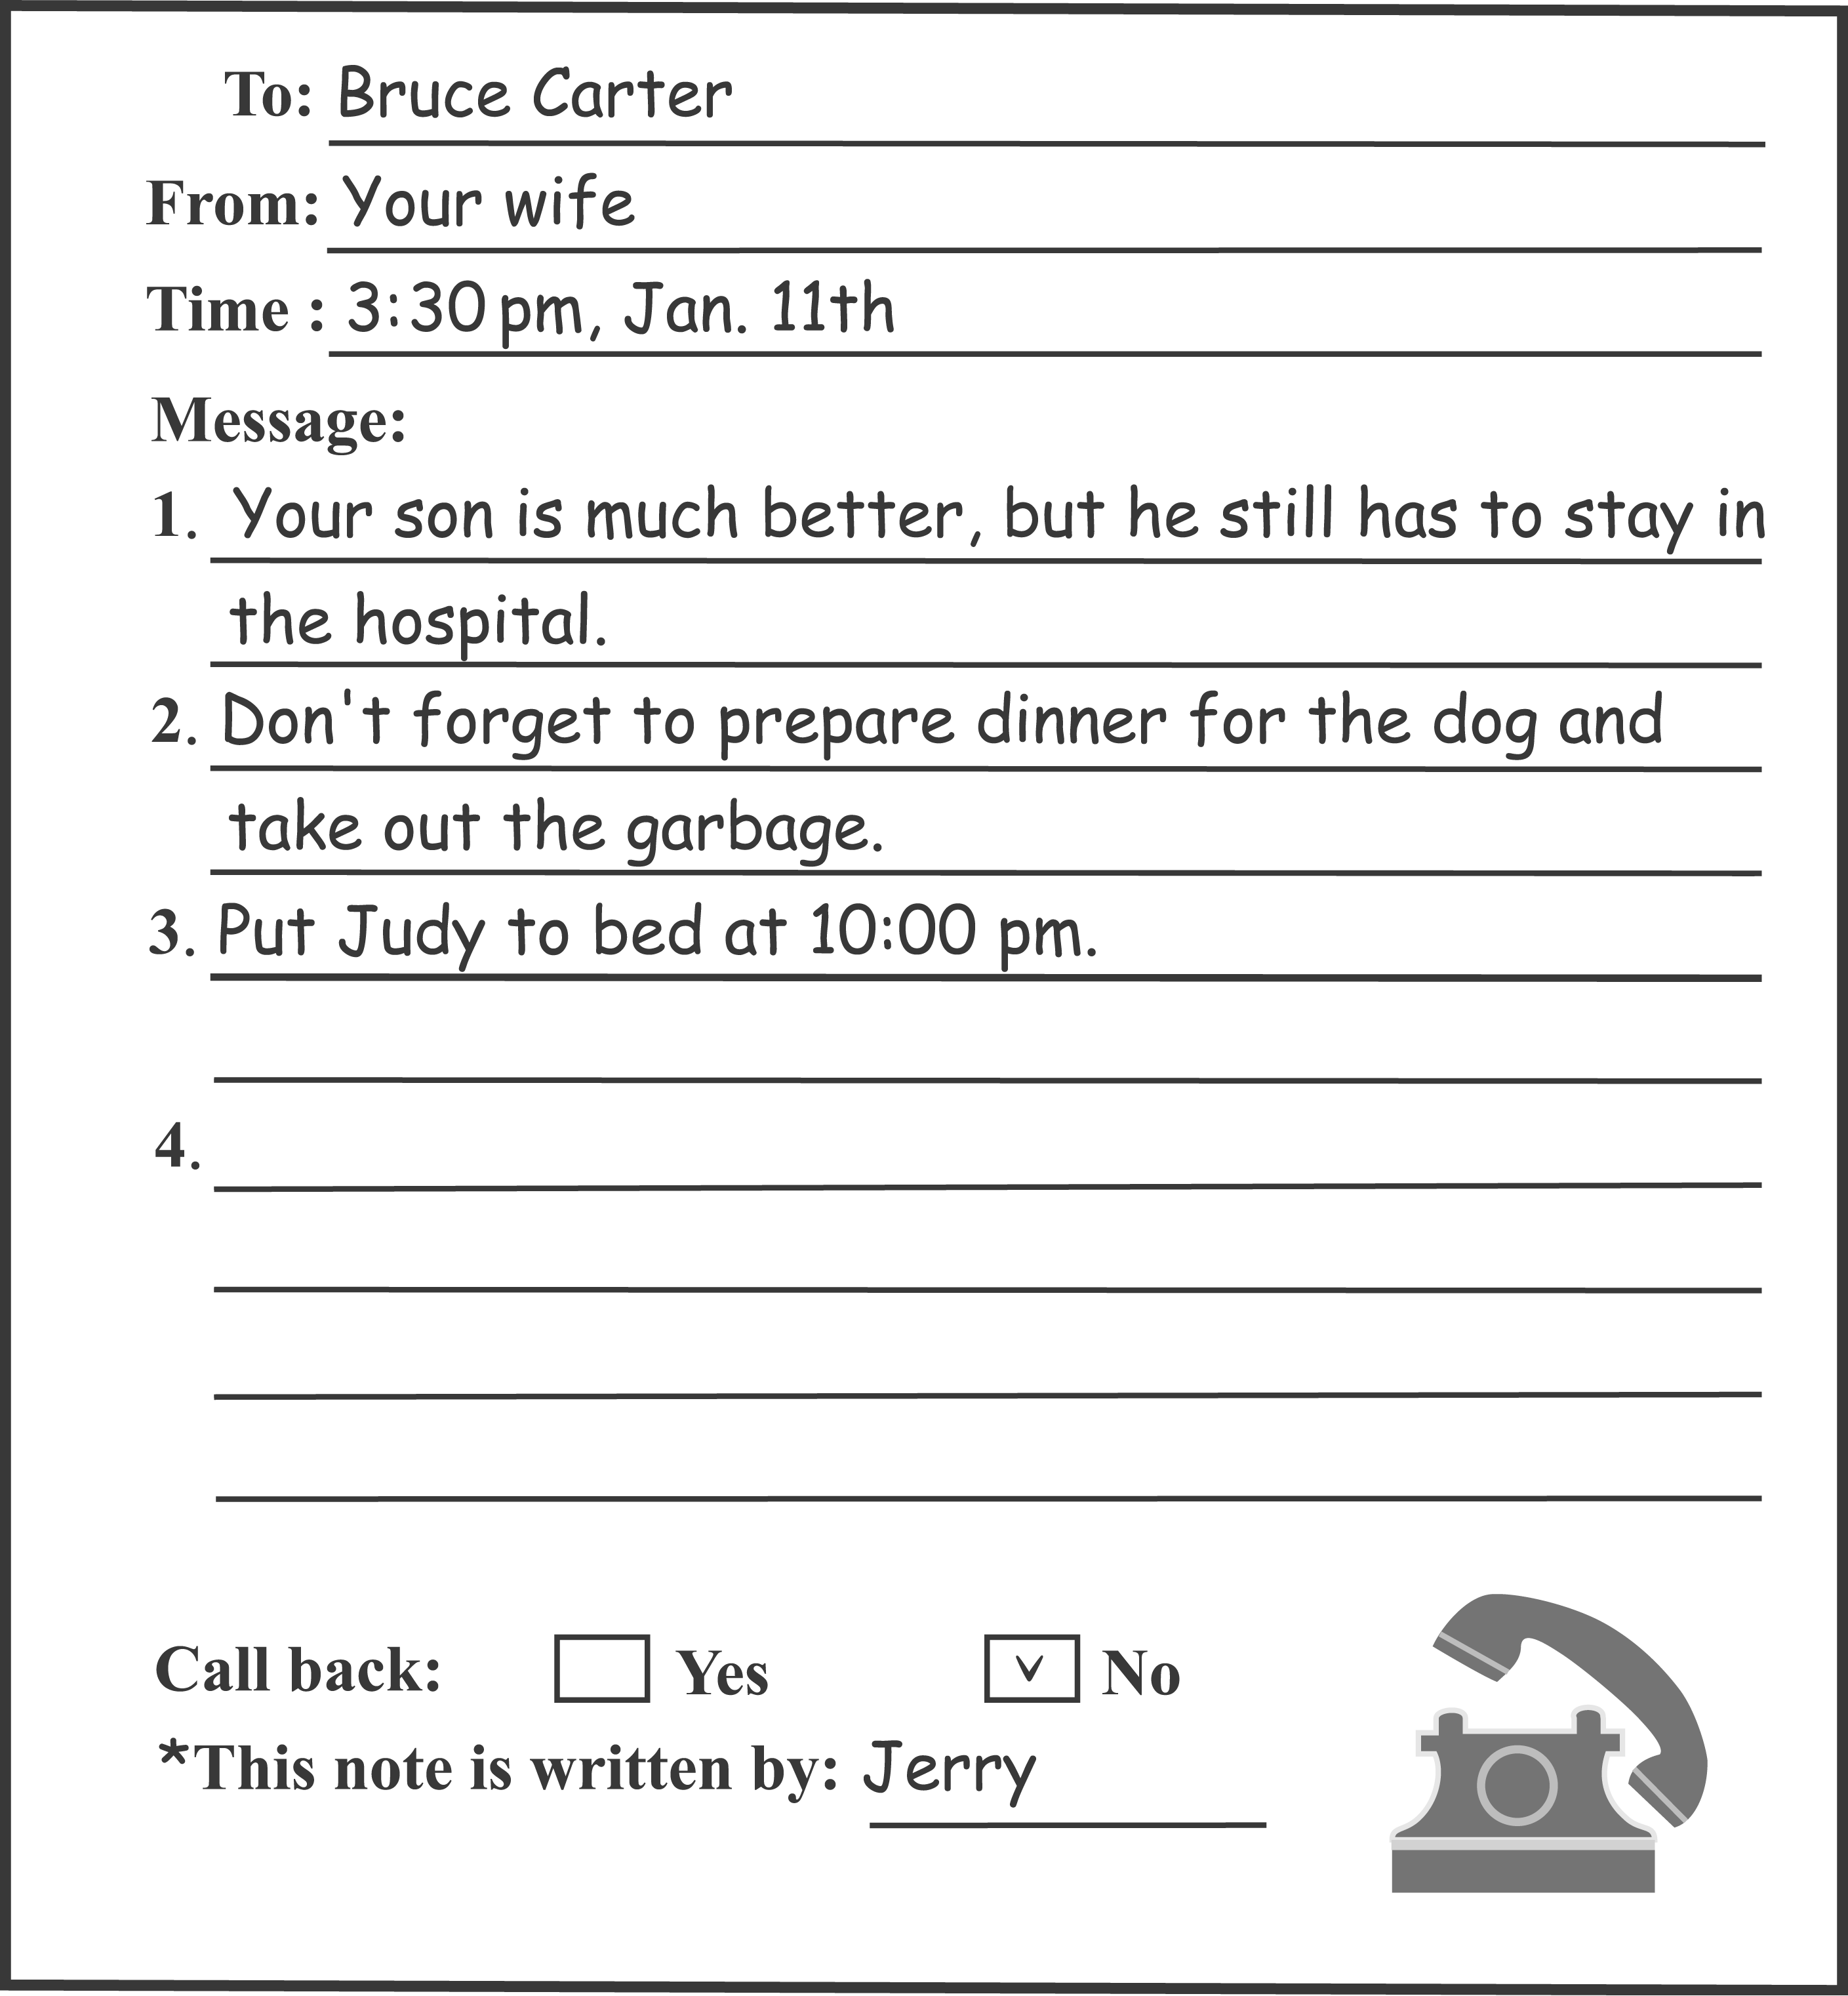 To: Bruce Carter
From: Your wife
Time : 3:30pm, Jan. 11th
Message:
1. Your son is much better, but he still has to stay in
the hospital.
2. Don't forget to prepare dinner for the dog and
take out the garbage.
3. Put Judy to bed at 10:00 pm.
4.
Call back: Yes ✓ No
*This note is written by: Jerry